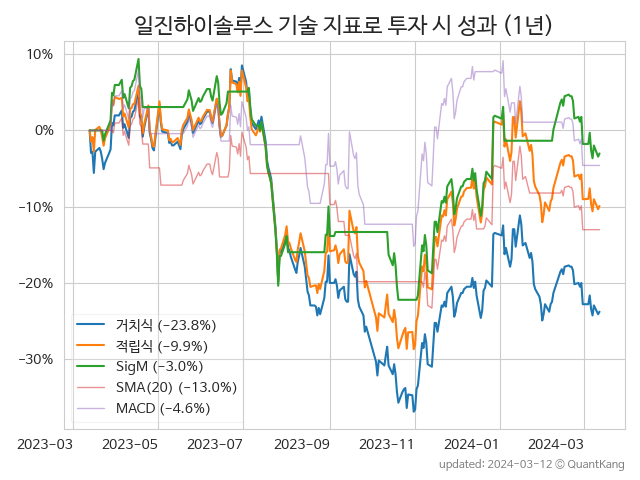 일진하이솔루스 기술 지표로 투자 시 성과 (1년)
10%
0%
−10%
−20%
−30%
거치식 (−23.8%)
적립식 (−9.9%)
SigM (−3.0%)
SMA(20) (−13.0%)
MACD (−4.6%)
2023-03 2023-05 2023-07 2023-09 2023-11 2024-01 2024-03
updated: 2024-03-12 © QuantKang